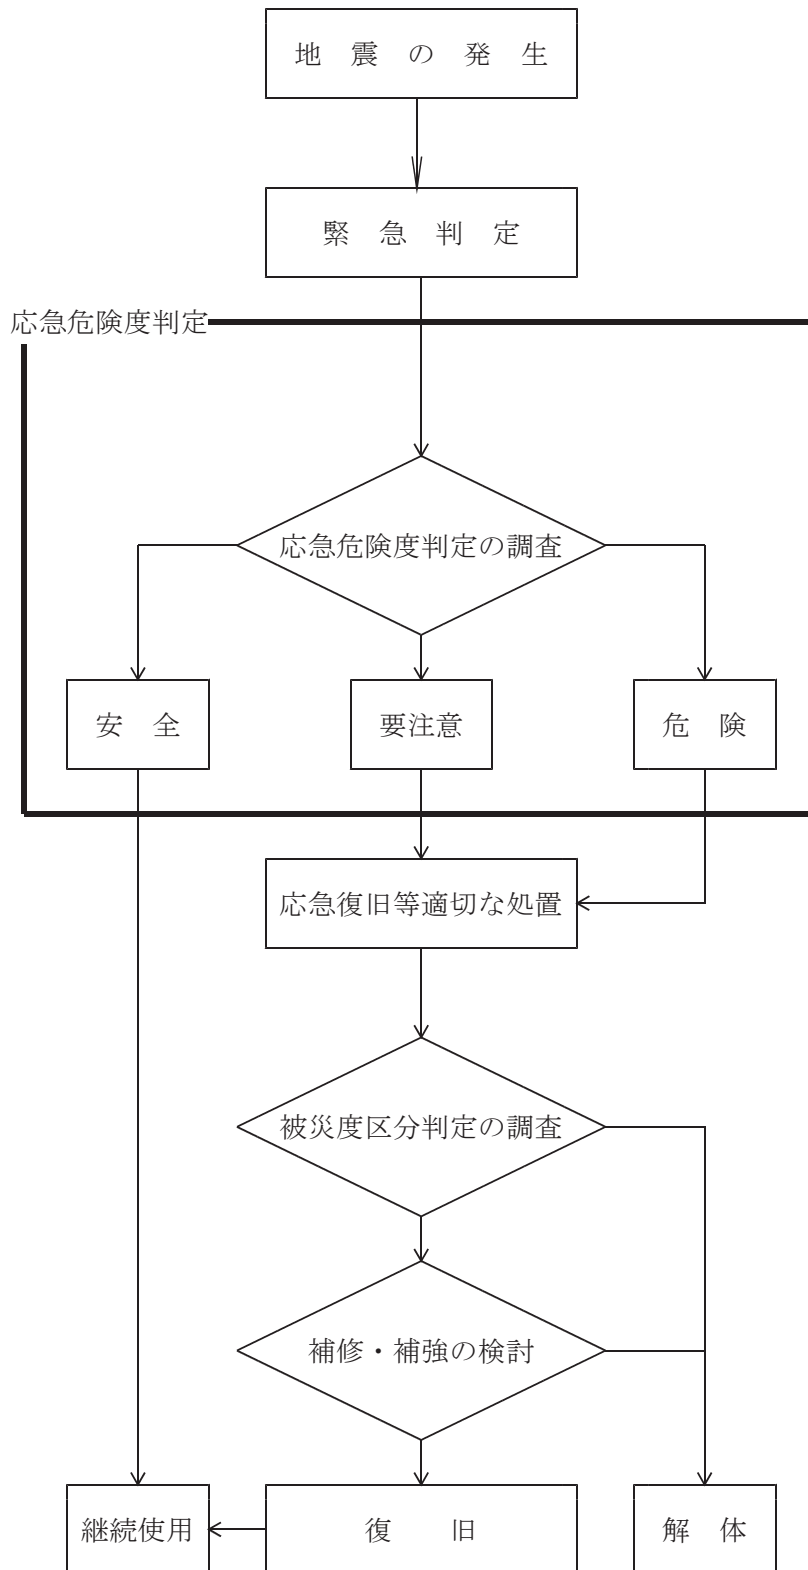 地　震　の　発　生
緊　急　判　定
応急危険度判定
応急危険度判定の調査
安　全
要注意
危　険
応急復旧等適切な処置
被災度区分判定の調査
補修・補強の検討
継続使用
復　　旧
解　体